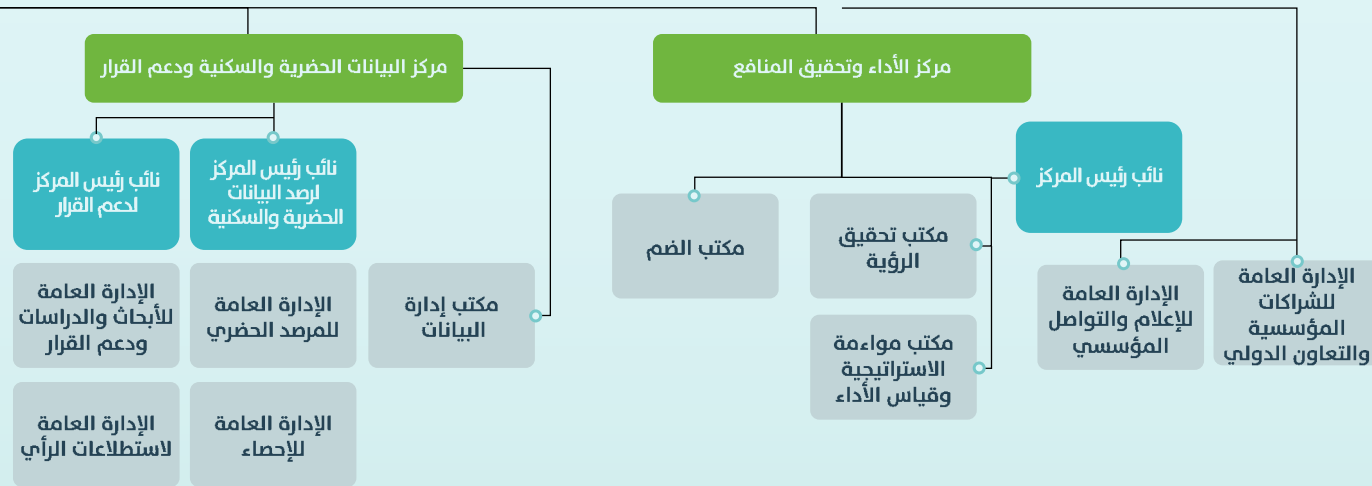 مركز الأداء وتحقيق المنافع
مركز البيانات الحضرية والسكنية ودعم القرار
نائب رئيس المركز
نائب رئيس المركز
لرصد البيانات
الحضرية والسكنية
نائب رئيس المركز
لدعم القرار
مكتب تحقيق
الرؤية
مكتب الضم
الإدارة العامة
للشراكات
المؤسسية
والتعاون الدولي
الإدارة العامة
للإعلام والتواصل
المؤسسي
مكتب إدارة
البيانات
الإدارة العامة
للمرصد الحضري
الإدارة العامة
للأبحاث والدراسات
ودعم القرار
مكتب مواءمة
الاستراتيجية
وقياس الأداء
الإدارة العامة
للإحصاء
الإدارة العامة
لاستطلاعات الرأي